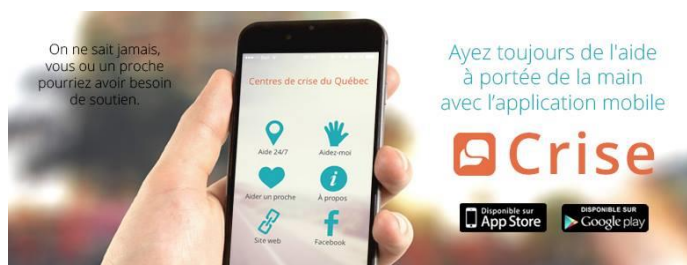 On ne sait jamais,
vous ou un proche
pourriez avoir besoin
de soutien.
Centres de crise du Québec
Aide 24/7
Aidez-moi
Aider un proche
À propos
Site web
Facebook
Ayez toujours de l'aide
à portée de la main
avec l'application mobile
Crise
Disponible sur
App Store
DISPONIBLE SUR
Google play